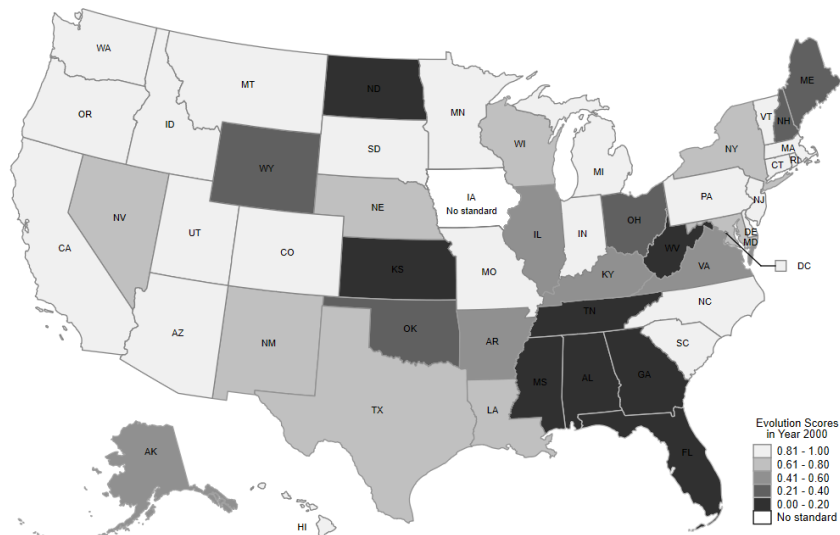 WA
MT
ND
MN
ME
OR
ID
WY
SD
WI
MI
VT
NH
NY
MA
CT
RI
NV
UT
CO
NE
IA
No standard
IL
IN
OH
PA
NJ
CA
KS
MO
KY
WV
VA
DE
MD
DC
AZ
NM
OK
AR
TN
NC
SC
TX
LA
MS
AL
GA
FL
AK
HI
Evolution Scores
in Year 2000
0.81 - 1.00
0.61 - 0.80
0.41 - 0.60
0.21 - 0.40
0.00 - 0.20
No standard